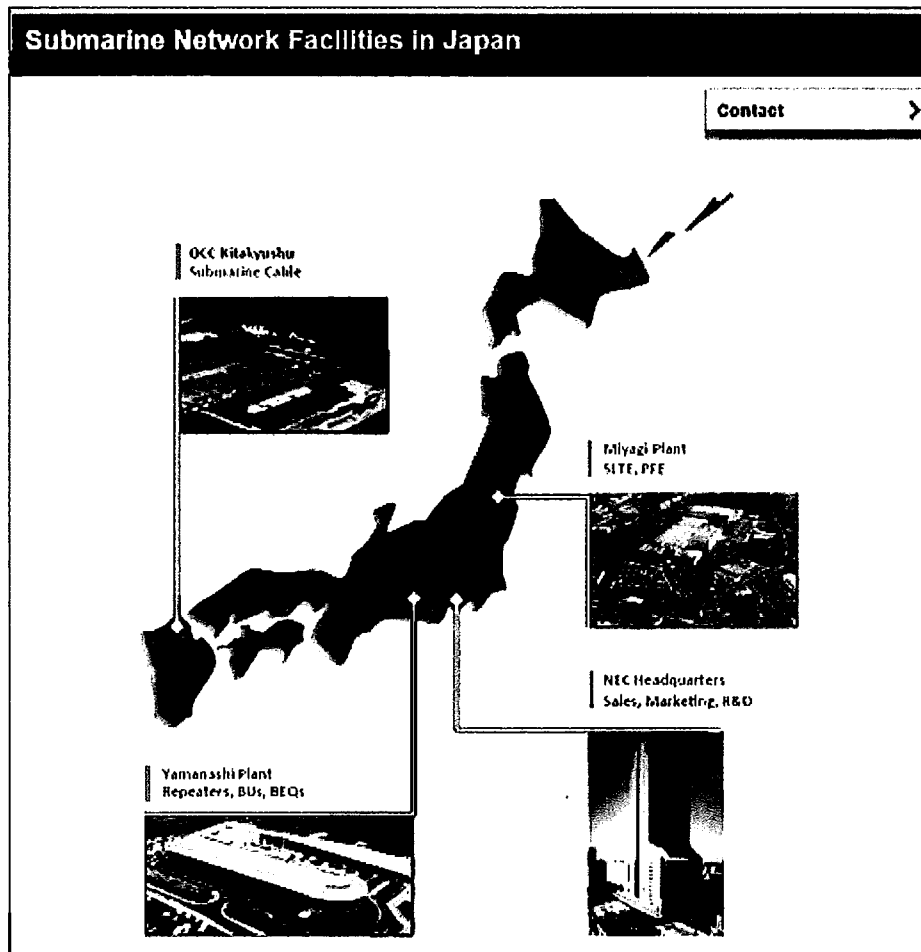 Submarine Network Facilities in Japan
Contact
OCC Kitakyushu
Submarine Cable
Miyagi Plant
SLTE, PFE
NEC Headquarters
Sales, Marketing, R&D
Yamanashi Plant
Repeaters, BUs, BEQs